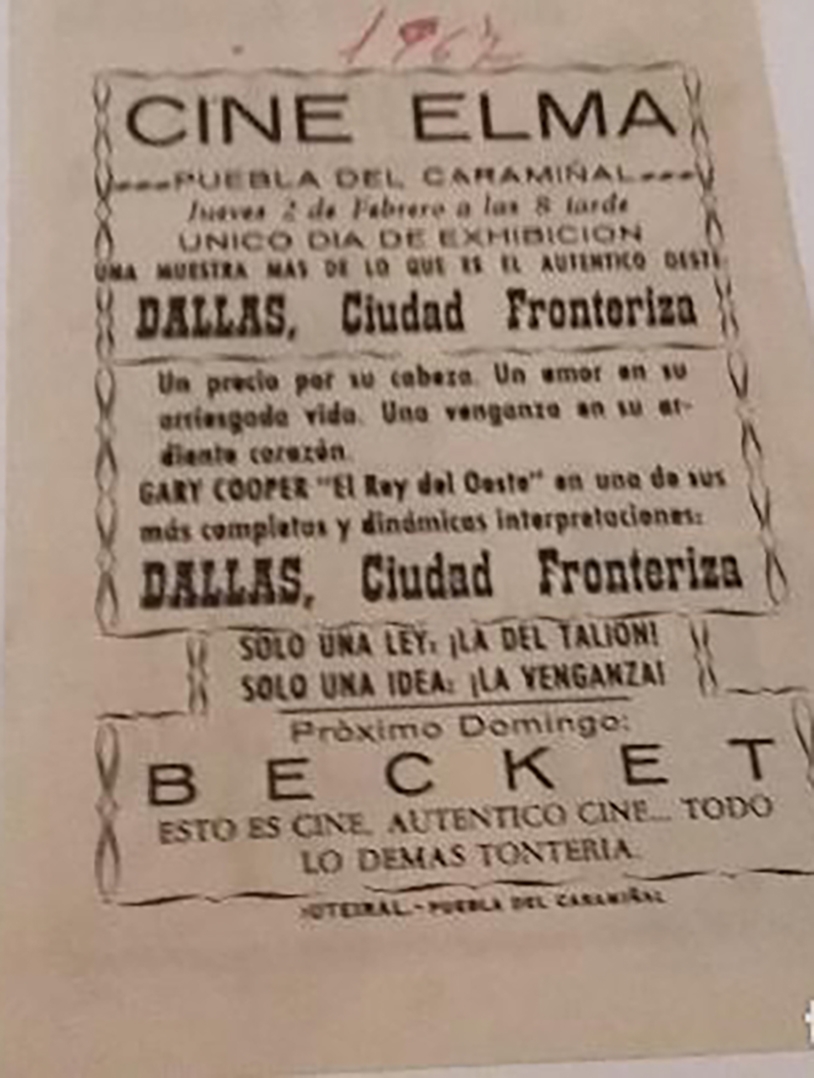 1967
CINE ELMA
PUEBLA DEL CARAMIÑAL
Jueves 2 de Febrero a las 8 tarde
UNICO DIA DE EXHIBICION
UNA MUESTRA MAS DE LO QUE ES EL AUTENTICO OESTE
DALLAS, Ciudad Fronteriza
Un precio por su cabeza. Un amor en su
arriesgada vida. Una venganza en su ar-
diente corazón.
GARY COOPER "El Rey del Oeste" en una de sus
más completas y dinámicas interpretaciones:
DALLAS, Ciudad Fronteriza
SOLO UNA LEY: ¡LA DEL TALION!
SOLO UNA IDEA: ¡LA VENGANZA!
Pròximo Domingo:
BECKET
ESTO ES CINE, AUTENTICO CINE... TODO
LO DEMAS TONTERIA.
PUEBLA DEL CARAMIÑAL